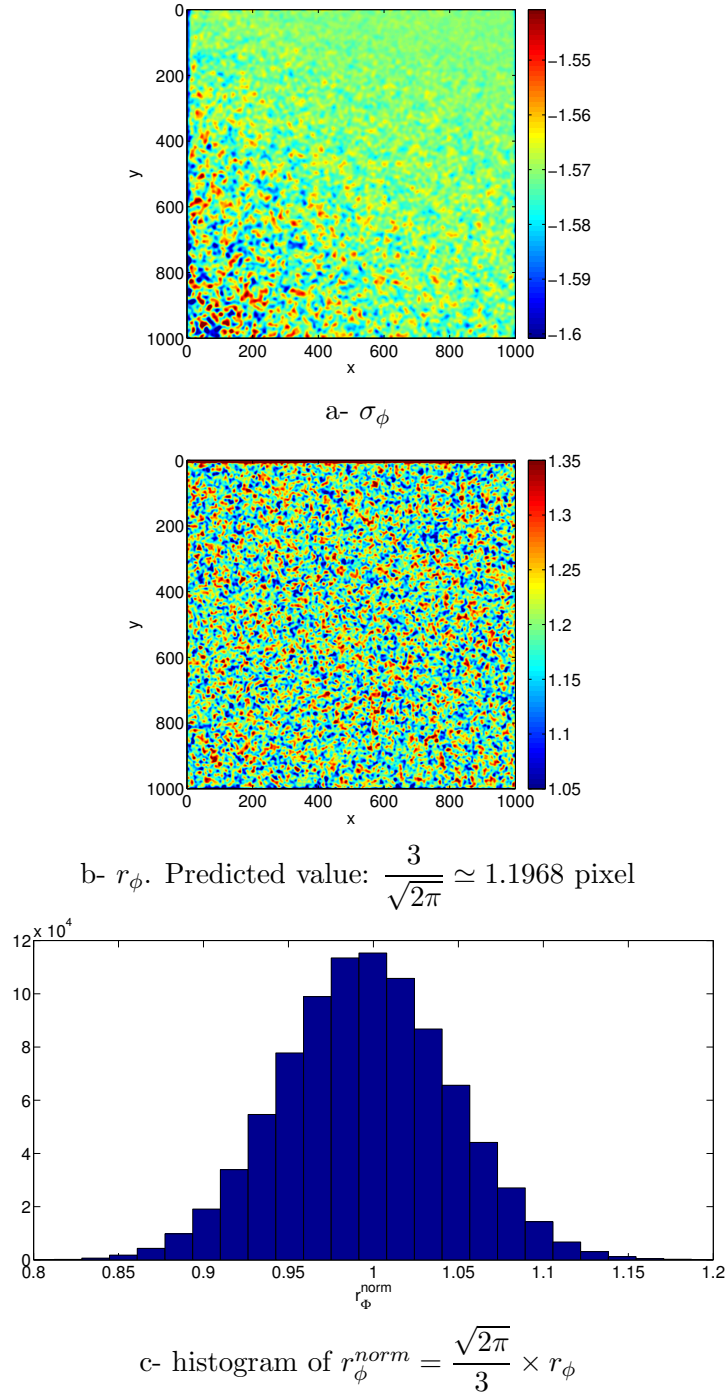 0
200
400
600
800
1000
y
0 200 400 600 800 1000
x
−1.55
−1.56
−1.57
−1.58
−1.59
−1.6
a- σ_ϕ
0
200
400
600
800
1000
y
0 200 400 600 800 1000
x
1.35
1.3
1.25
1.2
1.15
1.1
1.05
b- r_ϕ. Predicted value: 3/√2π ≃ 1.1968 pixel
12 x 10^4
10
8
6
4
2
0
0.8 0.85 0.9 0.95 1 1.05 1.1 1.15 1.2
r_Φ^norm
c- histogram of r_ϕ^norm = √2π/3 × r_ϕ